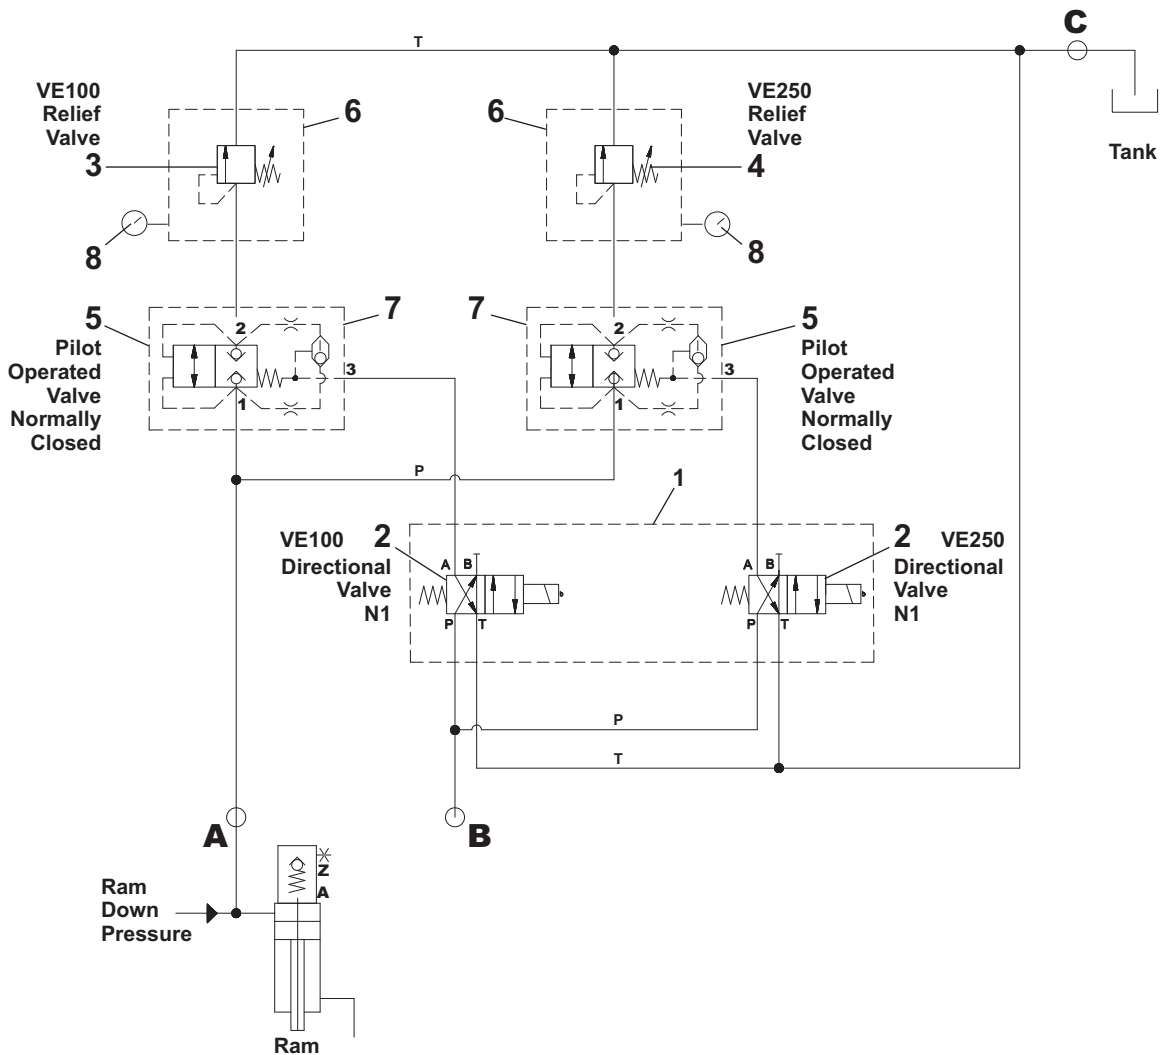 C
T
VE100
Relief
Valve
3
6
6
VE250
Relief
Valve
4
Tank
8
8
5
Pilot
Operated
Valve
Normally
Closed
2
1
3
7
7
2
1
3
5
Pilot
Operated
Valve
Normally
Closed
P
1
VE100 2
Directional
Valve
N1
A B
P T
A B
P T
2 VE250
Directional
Valve
N1
P
T
A
B
Z
A
Ram
Down
Pressure
Ram